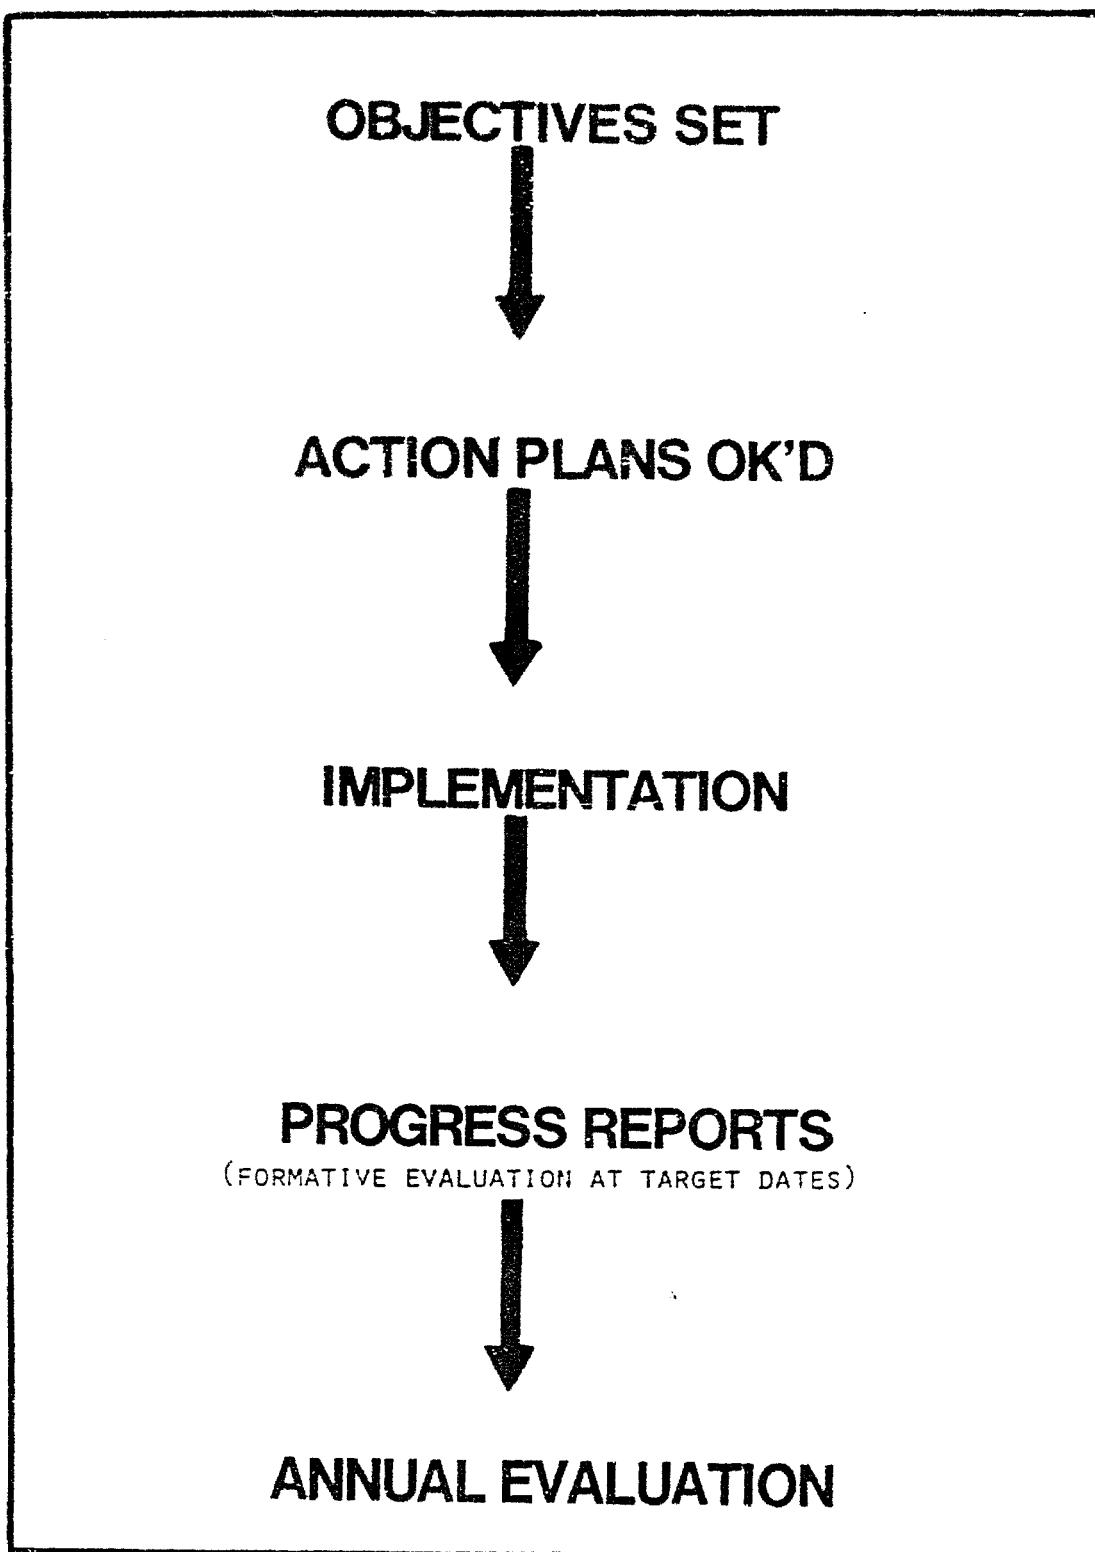 OBJECTIVES SET
ACTION PLANS OK'D
IMPLEMENTATION
PROGRESS REPORTS
(FORMATIVE EVALUATION AT TARGET DATES)
ANNUAL EVALUATION